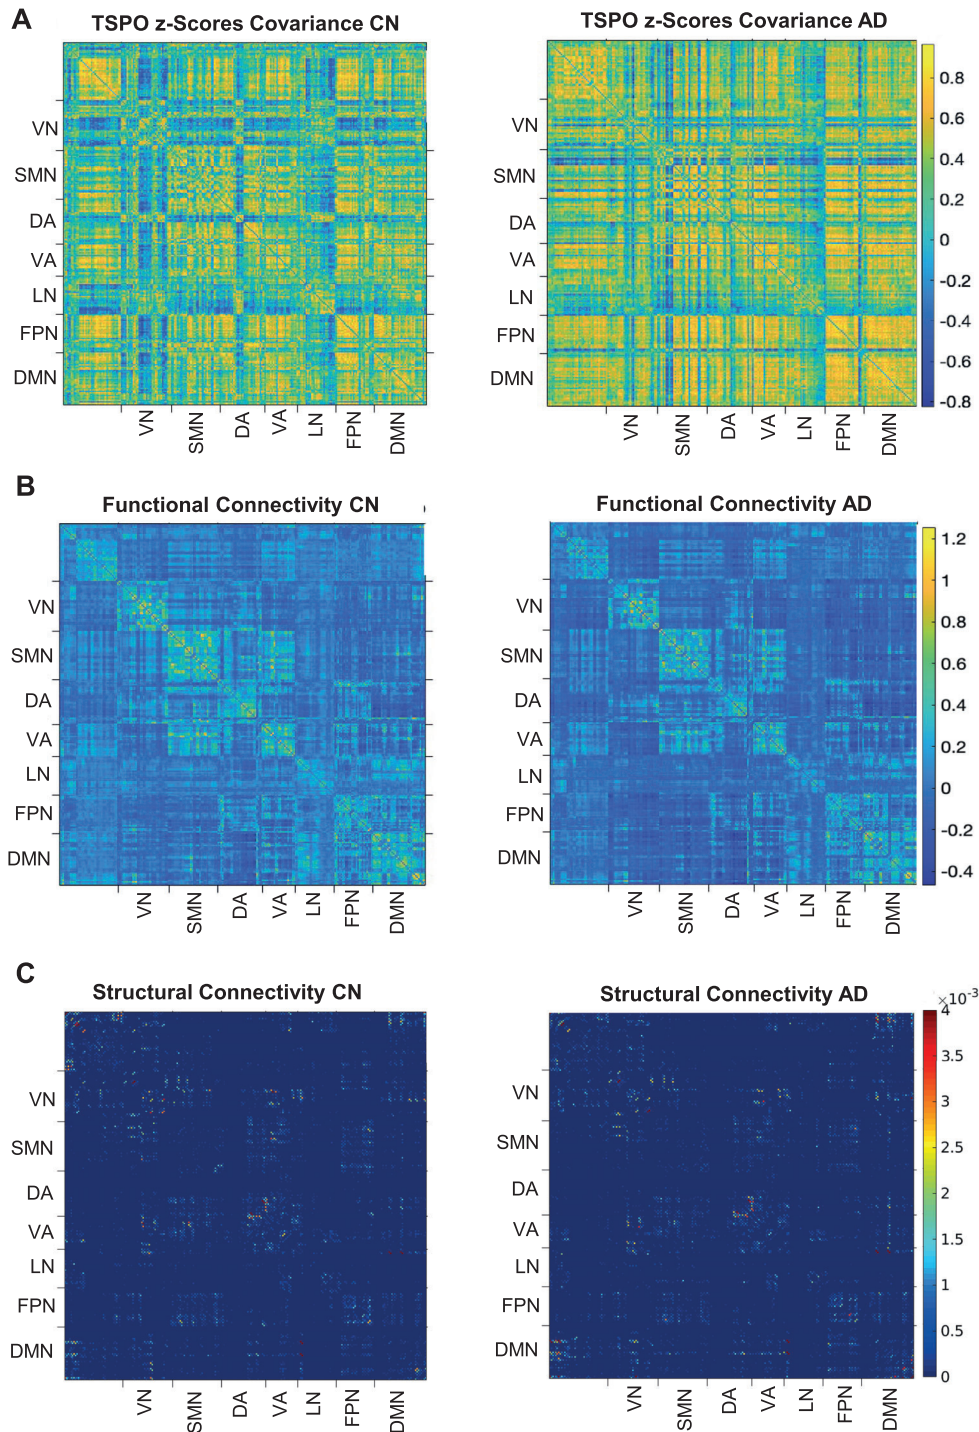 A
TSPO z-Scores Covariance CN
TSPO z-Scores Covariance AD
VN
SMN
DA
VA
LN
FPN
DMN
VN
SMN
DA
VA
LN
FPN
DMN
VN
SMN
DA
VA
LN
FPN
DMN
VN
SMN
DA
VA
LN
FPN
DMN
0.8
0.6
0.4
0.2
0
-0.2
-0.4
-0.6
-0.8
B
Functional Connectivity CN
Functional Connectivity AD
VN
SMN
DA
VA
LN
FPN
DMN
VN
SMN
DA
VA
LN
FPN
DMN
VN
SMN
DA
VA
LN
FPN
DMN
VN
SMN
DA
VA
LN
FPN
DMN
1.2
1
0.8
0.6
0.4
0.2
0
-0.2
-0.4
C
Structural Connectivity CN
Structural Connectivity AD
VN
SMN
DA
VA
LN
FPN
DMN
VN
SMN
DA
VA
LN
FPN
DMN
VN
SMN
DA
VA
LN
FPN
DMN
VN
SMN
DA
VA
LN
FPN
DMN
×10⁻³
4
3.5
3
2.5
2
1.5
1
0.5
0